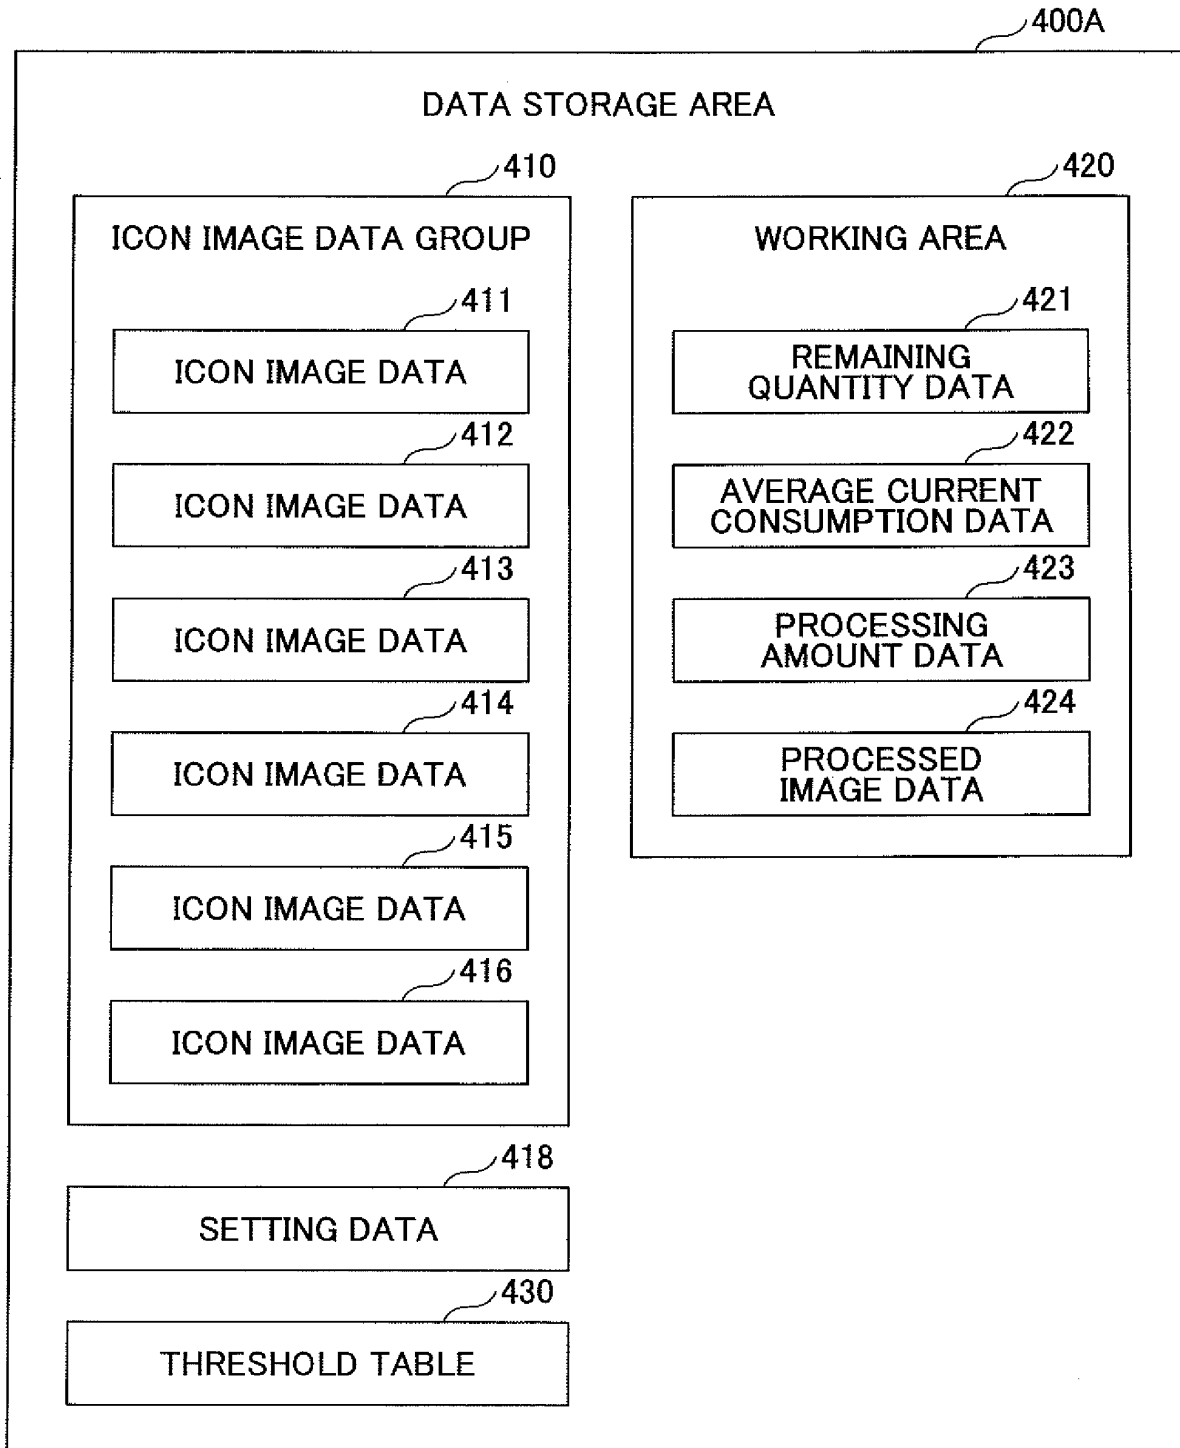 400A
DATA STORAGE AREA
410
ICON IMAGE DATA GROUP
411
ICON IMAGE DATA
412
ICON IMAGE DATA
413
ICON IMAGE DATA
414
ICON IMAGE DATA
415
ICON IMAGE DATA
416
ICON IMAGE DATA
420
WORKING AREA
421
REMAINING
QUANTITY DATA
422
AVERAGE CURRENT
CONSUMPTION DATA
423
PROCESSING
AMOUNT DATA
424
PROCESSED
IMAGE DATA
418
SETTING DATA
430
THRESHOLD TABLE